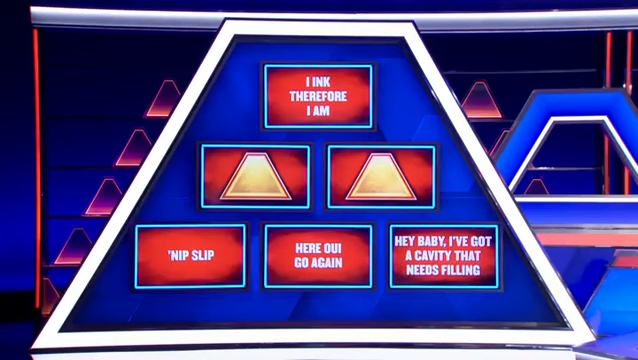 I INK
THEREFORE
I AM
'NIP SLIP
HERE OUI
GO AGAIN
HEY BABY, I'VE GOT
A CAVITY THAT
NEEDS FILLING